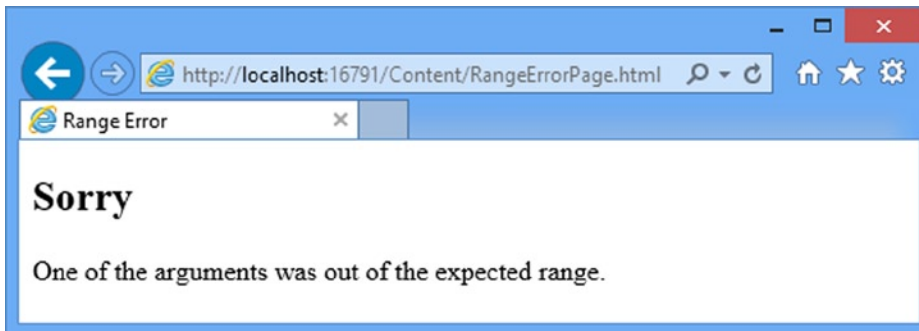 http://localhost:16791/Content/RangeErrorPage.html
Range Error
Sorry
One of the arguments was out of the expected range.